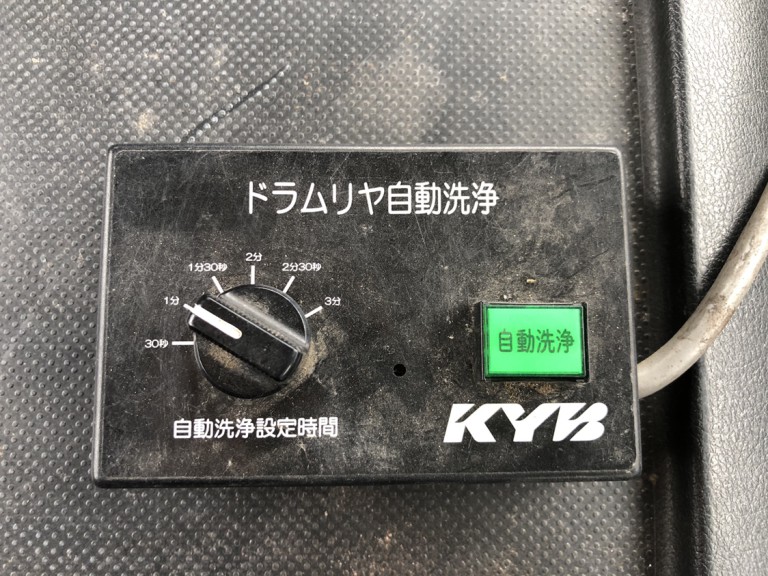 ドラムリヤ自動洗浄
30秒
1分
1分30秒
2分
2分30秒
3分
自動洗浄設定時間
自動洗浄
KYB